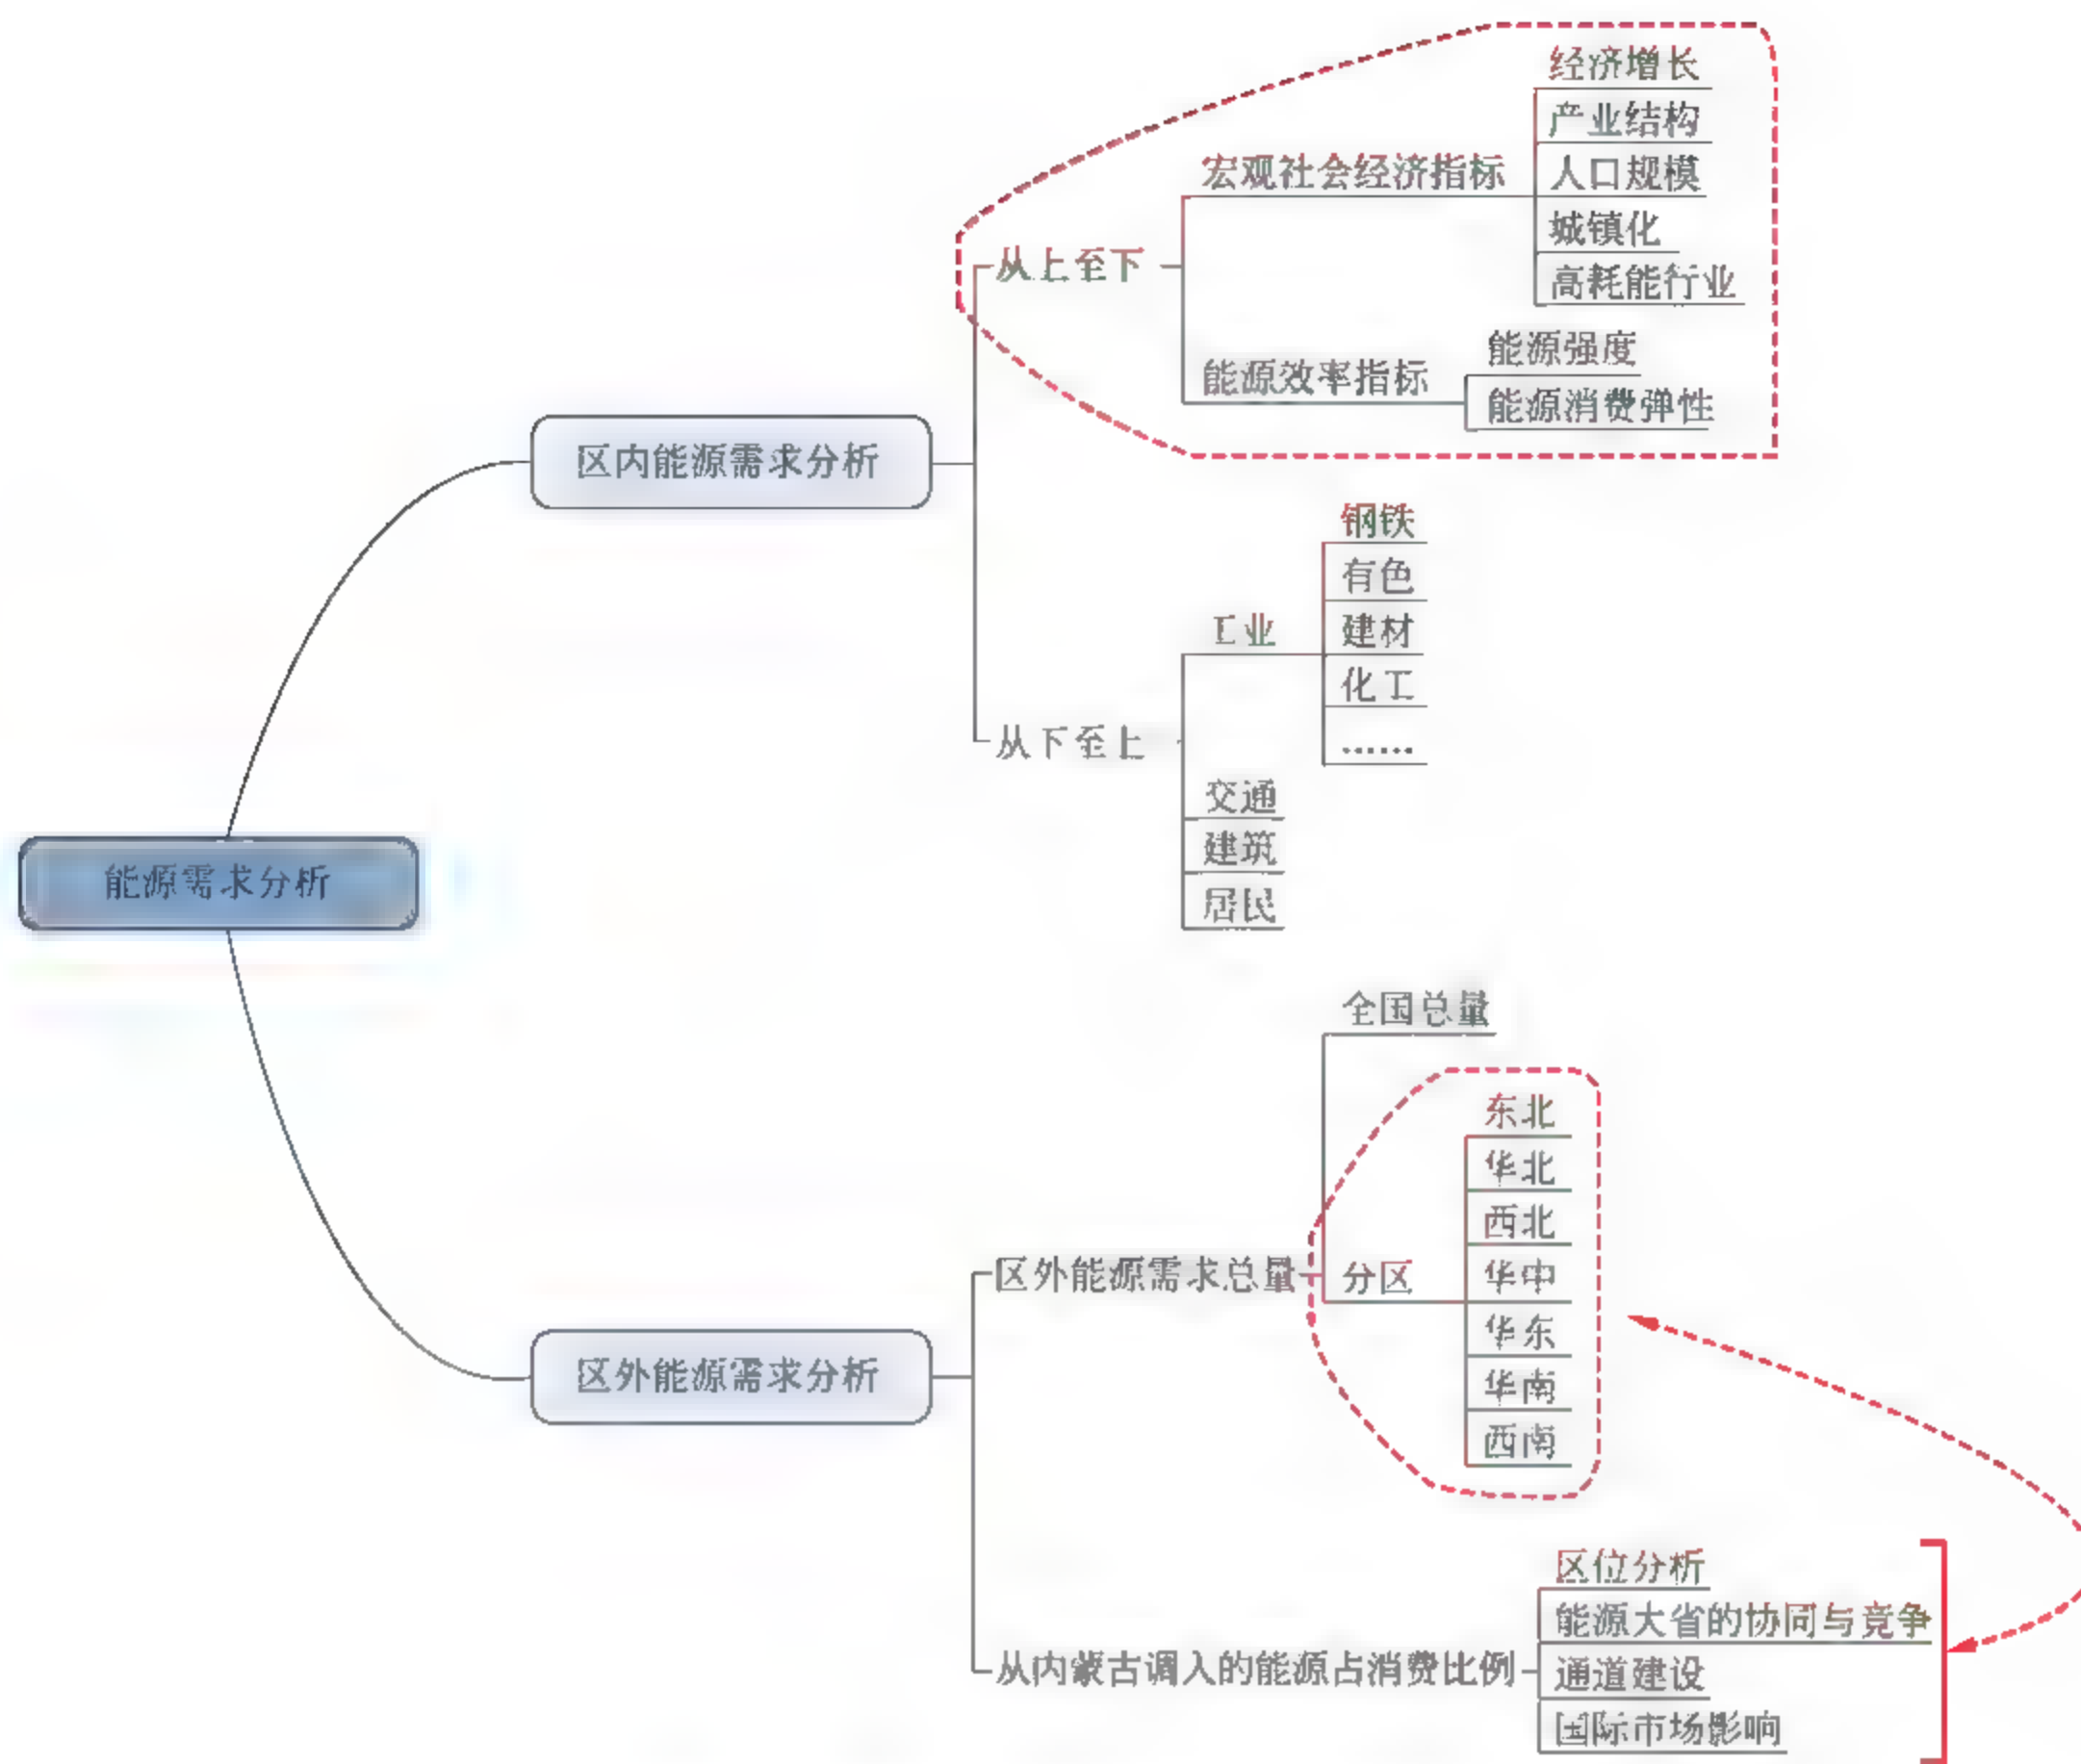 能源需求分析
区内能源需求分析
从上至下
宏观社会经济指标
经济增长
产业结构
人口规模
城镇化
高耗能行业
能源效率指标
能源强度
能源消费弹性
从下至上
工业
钢铁
有色
建材
化工
……
交通
建筑
居民
区外能源需求分析
区外能源需求总量
全国总量
分区
东北
华北
西北
华中
华东
华南
西南
从内蒙古调入的能源占消费比例
区位分析
能源大省的协同与竞争
通道建设
国际市场影响